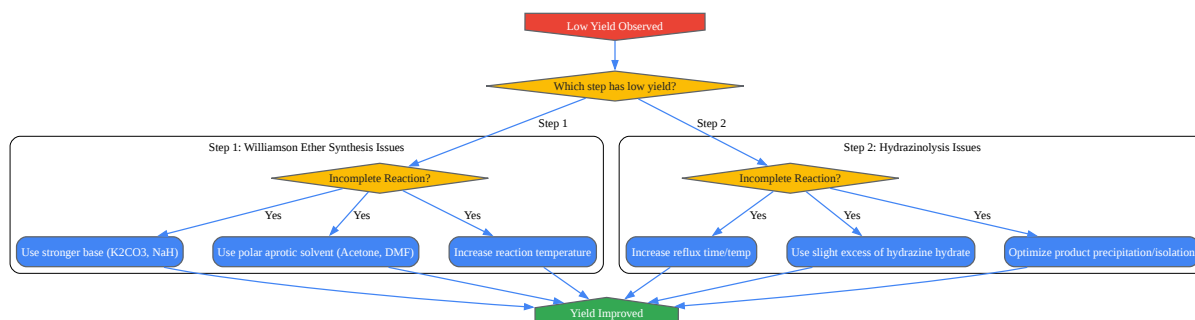 Low Yield Observed
Which step has low yield?
Step 1
Step 2
Step 1: Williamson Ether Synthesis Issues
Step 2: Hydrazinolysis Issues
Incomplete Reaction?
Incomplete Reaction?
Yes
Yes
Yes
Yes
Yes
Yes
Use stronger base (K2CO3, NaH)
Use polar aprotic solvent (Acetone, DMF)
Increase reaction temperature
Increase reflux time/temp
Use slight excess of hydrazine hydrate
Optimize product precipitation/isolation
Yield Improved